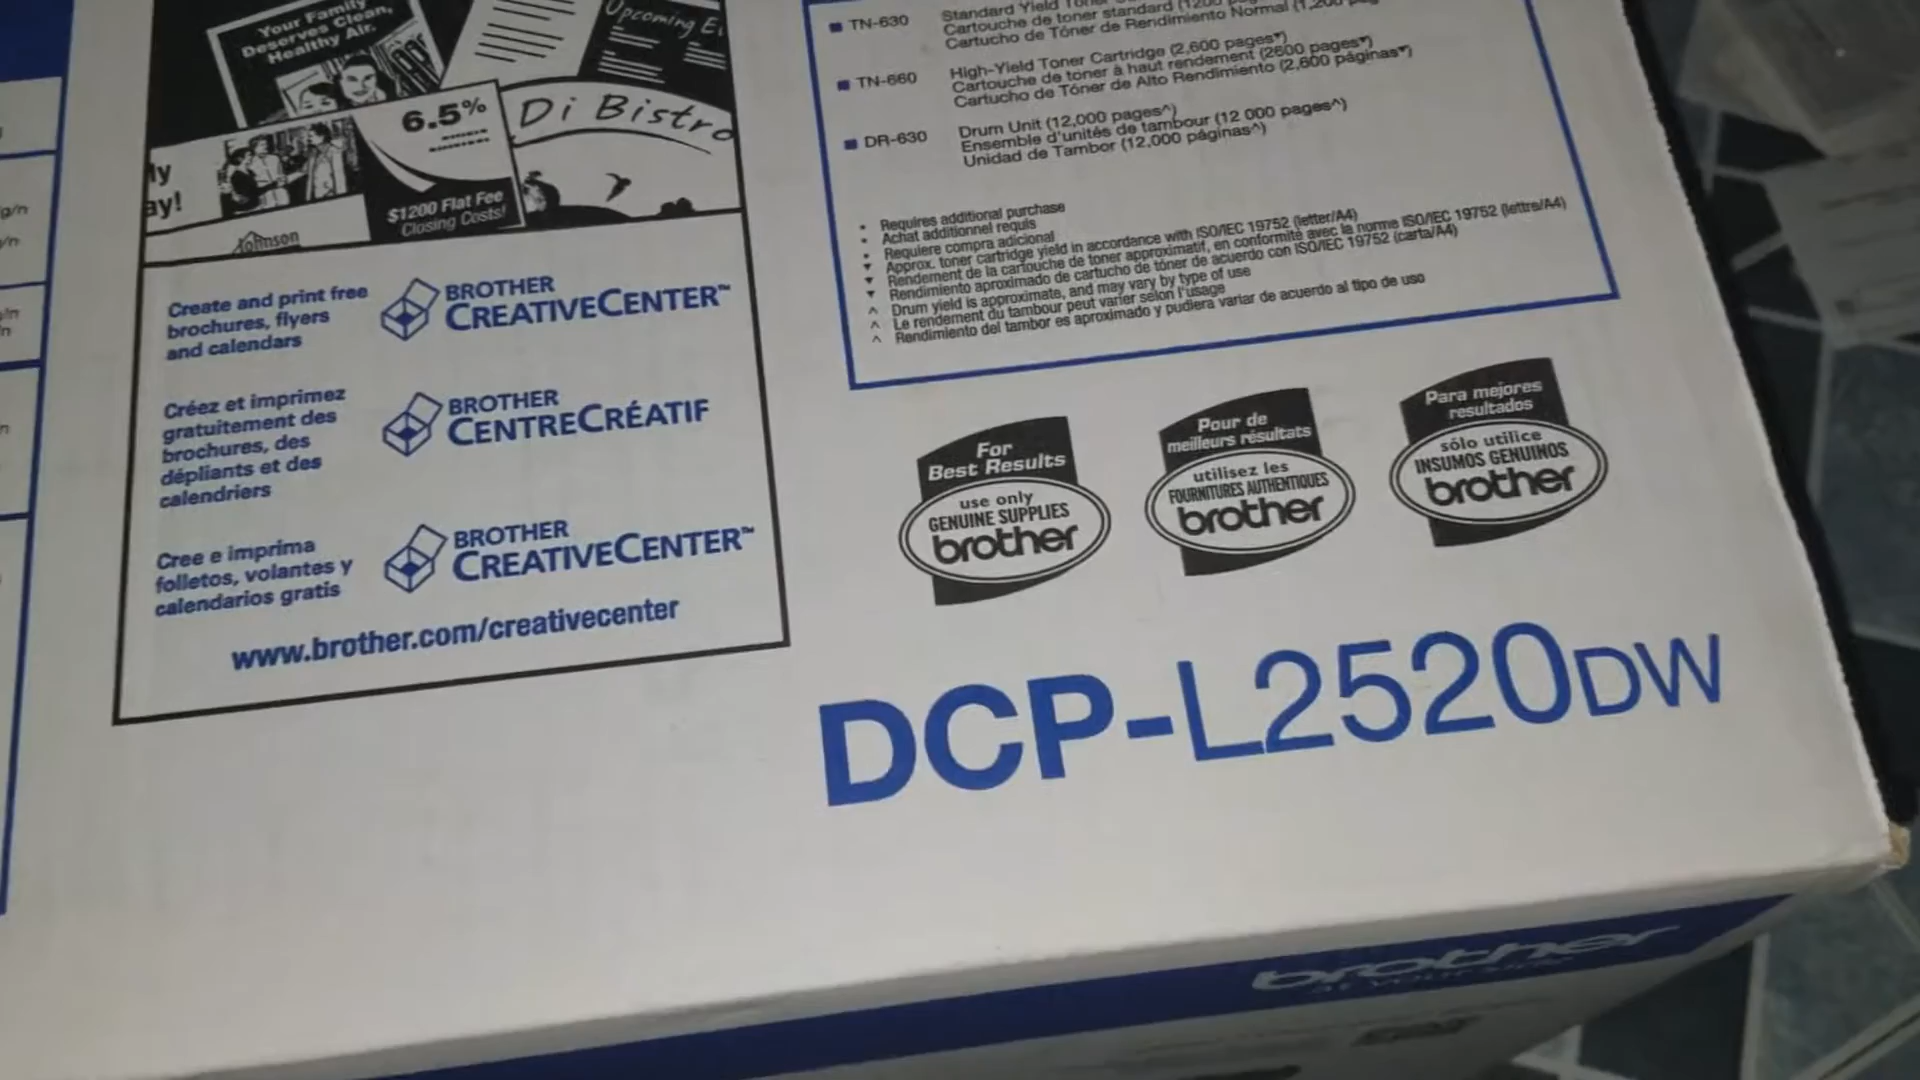 Your Family
Deserves Clean,
Healthy Air.
Upcoming
6.5%
Di Bistro
ly
ay!
$1200 Flat Fee
Closing Costs!
Johnson
Create and print free
brochures, flyers
and calendars
BROTHER
CREATIVECENTER™
Créez et imprimez
gratuitement des
brochures, des
dépliants et des
calendriers
BROTHER
CENTRECRÉATIF
Cree e imprima
folletos, volantes y
calendarios gratis
BROTHER
CREATIVECENTER™
www.brother.com/creativecenter
TN-630
Standard Yield
Cartouche de toner standard (1200
Cartucho de Tóner de Rendimiento Normal (1,200
TN-660
High-Yield Toner Cartridge (2,600 pages▼)
Cartouche de toner à haut rendement (2600 pages▼)
Cartucho de Tóner de Alto Rendimiento (2,600 páginas▼)
DR-630
Drum Unit (12,000 pages^)
Ensemble d'unités de tambour (12 000 pages^)
Unidad de Tambor (12,000 páginas^)
• Requires additional purchase
• Achat additionnel requis
• Requiere compra adicional
▼ Approx. toner cartridge yield in accordance with ISO/IEC 19752 (letter/A4)
▼ Rendement de la cartouche de toner approximatif, en conformité avec la norme ISO/IEC 19752 (lettre/A4)
▼ Rendimiento aproximado de cartucho de tóner de acuerdo con ISO/IEC 19752 (carta/A4)
^ Drum yield is approximate, and may vary by type of use
^ Le rendement du tambour peut varier selon l'usage
^ Rendimiento del tambor es aproximado y pudiera variar de acuerdo al tipo de uso
For
Best Results
use only
GENUINE SUPPLIES
brother
Pour de
meilleurs résultats
utilisez les
FOURNITURES AUTHENTIQUES
brother
Para mejores
resultados
sólo utilice
INSUMOS GENUINOS
brother
DCP-L2520DW
brother
at your side